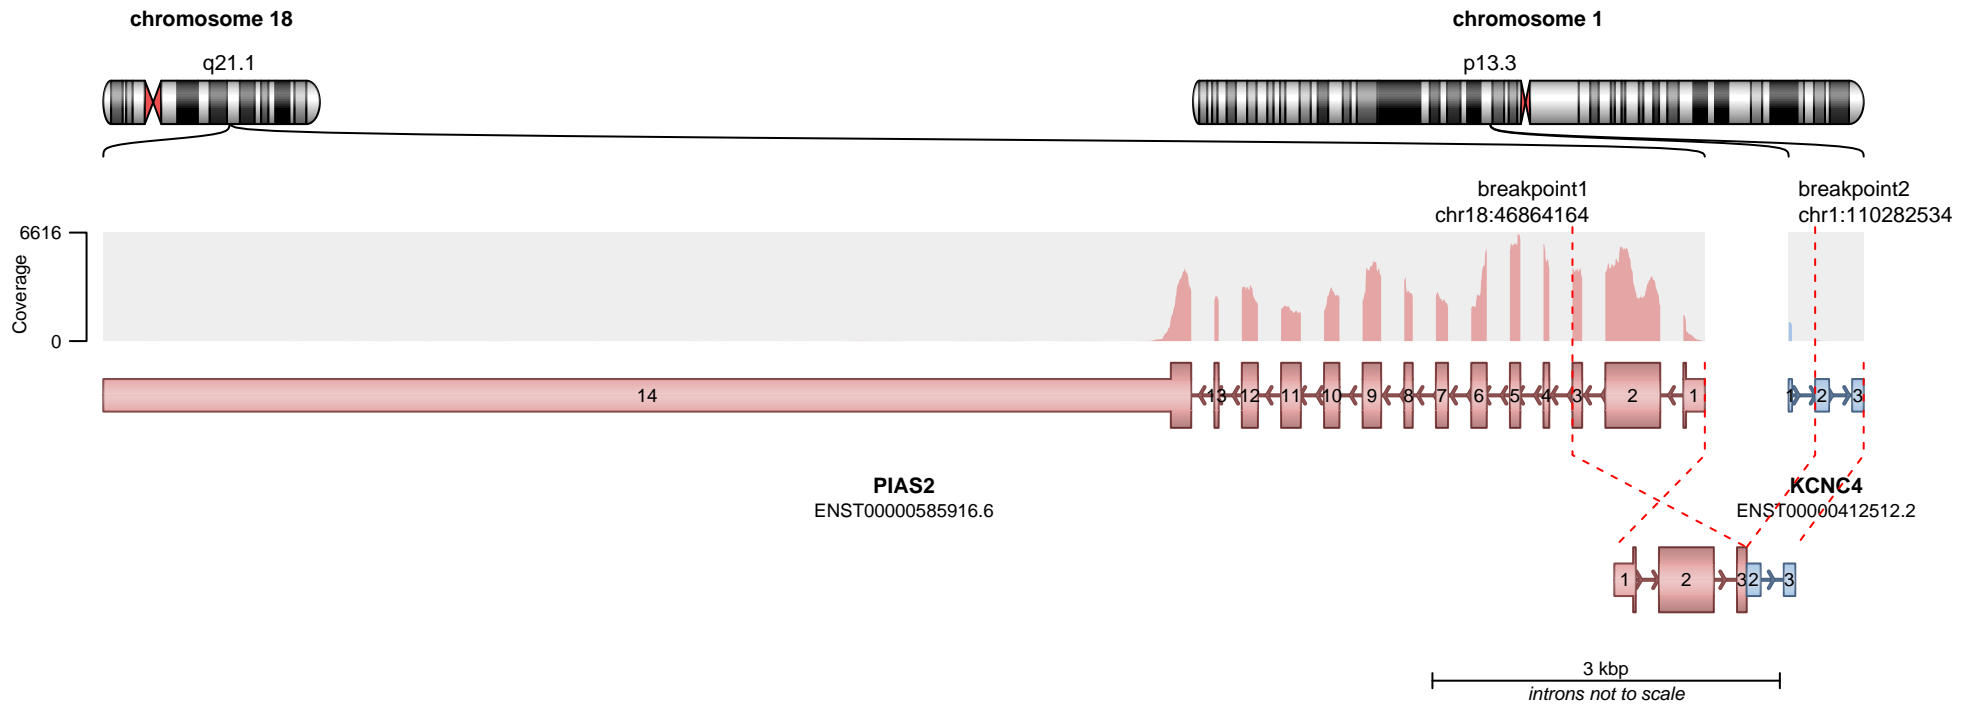 chromosome 18
chromosome 1
q21.1
p13.3
breakpoint1
chr18:46864164
breakpoint2
chr1:110282534
6616
Coverage
0
14
13
12
11
10
9
8
7
6
5
4
3
2
1
1
2
3
PIAS2
ENST00000585916.6
KCNC4
ENST00000412512.2
1
2
3
2
3
3 kbp
introns not to scale